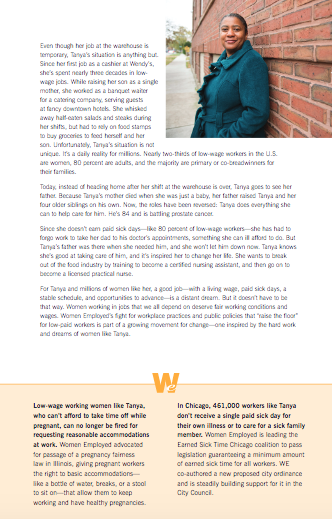 Even though her job at the warehouse is
temporary, Tanya's situation is anything but.
Since her first job as a cashier at Wendy's,
she's spent nearly three decades in low-
wage jobs. While raising her son as a single
mother, she worked as a banquet waiter
for a catering company, serving guests
at fancy downtown hotels. She whisked
away half-eaten salads and steaks during
her shifts, but had to rely on food stamps
to buy groceries to feed herself and her
son. Unfortunately, Tanya's situation is not
unique. It's a daily reality for millions. Nearly two-thirds of low-wage workers in the U.S.
are women, 80 percent are adults, and the majority are primary or co-breadwinners for
their families.
Today, instead of heading home after her shift at the warehouse is over, Tanya goes to see her
father. Because Tanya's mother died when she was just a baby, her father raised Tanya and her
four older siblings on his own. Now, the roles have been reversed: Tanya does everything she
can to help care for him. He's 84 and is battling prostate cancer.
Since she doesn't earn paid sick days—like 80 percent of low-wage workers—she has had to
forgo work to take her dad to his doctor's appointments, something she can ill afford to do. But
Tanya's father was there when she needed him, and she won't let him down now. Tanya knows
she's good at taking care of him, and it's inspired her to change her life. She wants to break
out of the food industry by training to become a certified nursing assistant, and then go on to
become a licensed practical nurse.
For Tanya and millions of women like her, a good job—with a living wage, paid sick days, a
stable schedule, and opportunities to advance—is a distant dream. But it doesn't have to be
that way. Women working in jobs that we all depend on deserve fair working conditions and
wages. Women Employed's fight for workplace practices and public policies that "raise the floor"
for low-paid workers is part of a growing movement for change—one inspired by the hard work
and dreams of women like Tanya.
W
Low-wage working women like Tanya,
who can't afford to take time off while
pregnant, can no longer be fired for
requesting reasonable accommodations
at work. Women Employed advocated
for passage of a pregnancy fairness
law in Illinois, giving pregnant workers
the right to basic accommodations—
like a bottle of water, breaks, or a stool
to sit on—that allow them to keep
working and have healthy pregnancies.
In Chicago, 461,000 workers like Tanya
don't receive a single paid sick day for
their own illness or to care for a sick family
member. Women Employed is leading the
Earned Sick Time Chicago coalition to pass
legislation guaranteeing a minimum amount
of earned sick time for all workers. WE
co-authored a new proposed city ordinance
and is steadily building support for it in the
City Council.